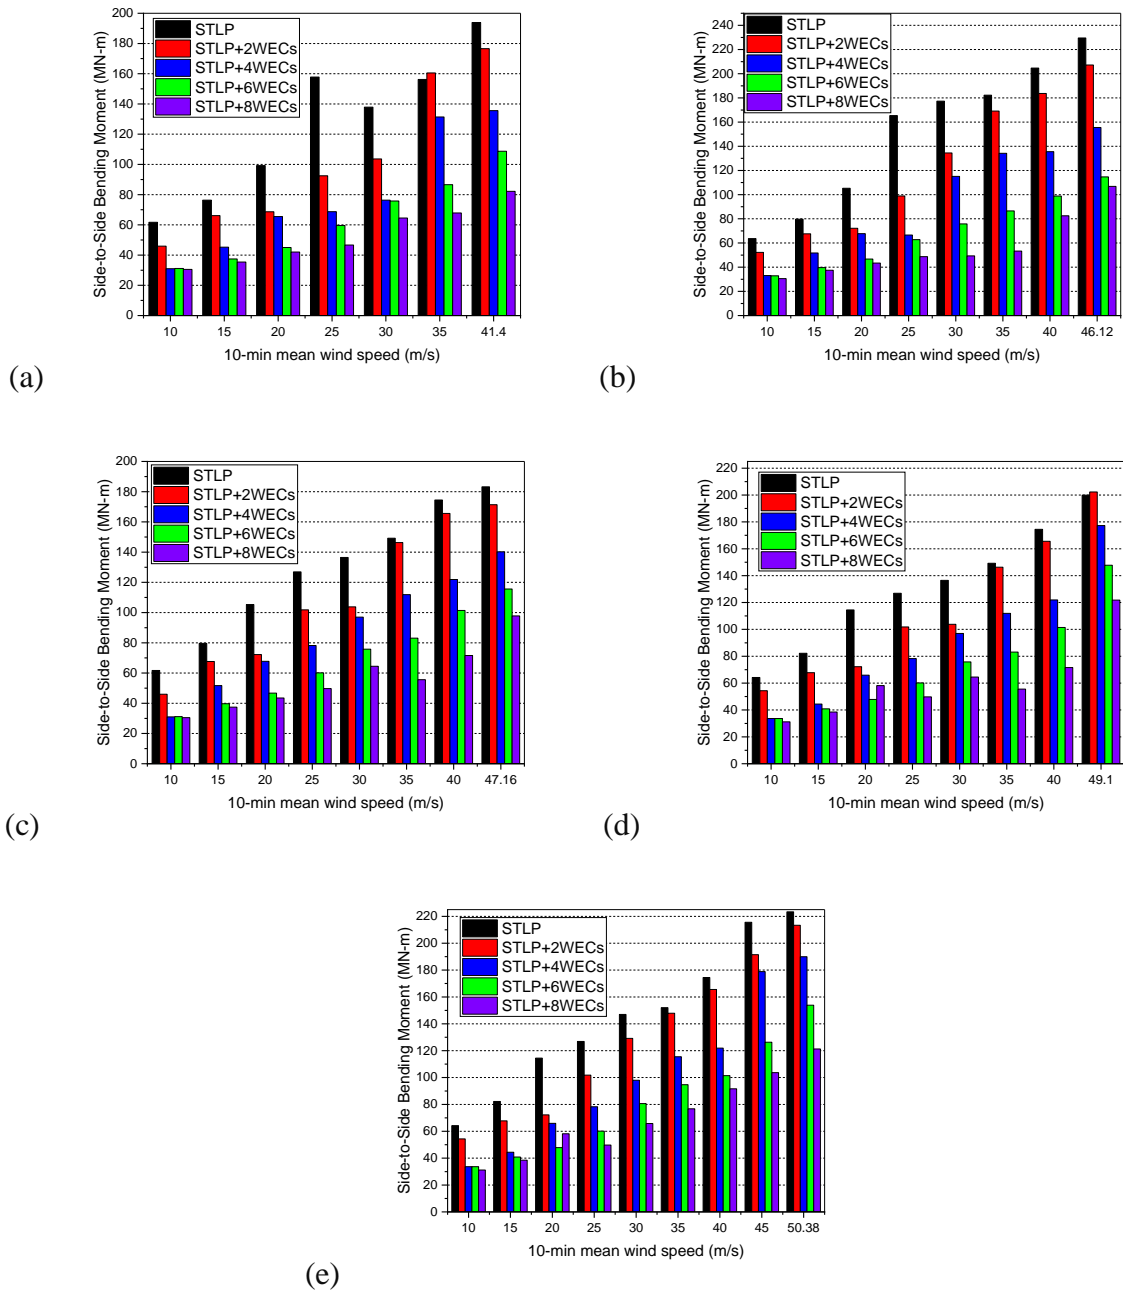 Side-to-Side Bending Moment (MN-m)
200
180
160
140
120
100
80
60
40
20
0
STLP
STLP+2WECs
STLP+4WECs
STLP+6WECs
STLP+8WECs
10 15 20 25 30 35 41.4
10-min mean wind speed (m/s)
(a)
Side-to-Side Bending Moment (MN-m)
240
220
200
180
160
140
120
100
80
60
40
20
0
STLP
STLP+2WECs
STLP+4WECs
STLP+6WECs
STLP+8WECs
10 15 20 25 30 35 40 46.12
10-min mean wind speed (m/s)
(b)
Side-to-Side Bending Moment (MN-m)
200
180
160
140
120
100
80
60
40
20
0
STLP
STLP+2WECs
STLP+4WECs
STLP+6WECs
STLP+8WECs
10 15 20 25 30 35 40 47.16
10-min mean wind speed (m/s)
(c)
Side-to-Side Bending Moment (MN-m)
220
200
180
160
140
120
100
80
60
40
20
0
STLP
STLP+2WECs
STLP+4WECs
STLP+6WECs
STLP+8WECs
10 15 20 25 30 35 40 49.1
10-min mean wind speed (m/s)
(d)
Side-to-Side Bending Moment (MN-m)
220
200
180
160
140
120
100
80
60
40
20
0
STLP
STLP+2WECs
STLP+4WECs
STLP+6WECs
STLP+8WECs
10 15 20 25 30 35 40 45 50.38
10-min mean wind speed (m/s)
(e)